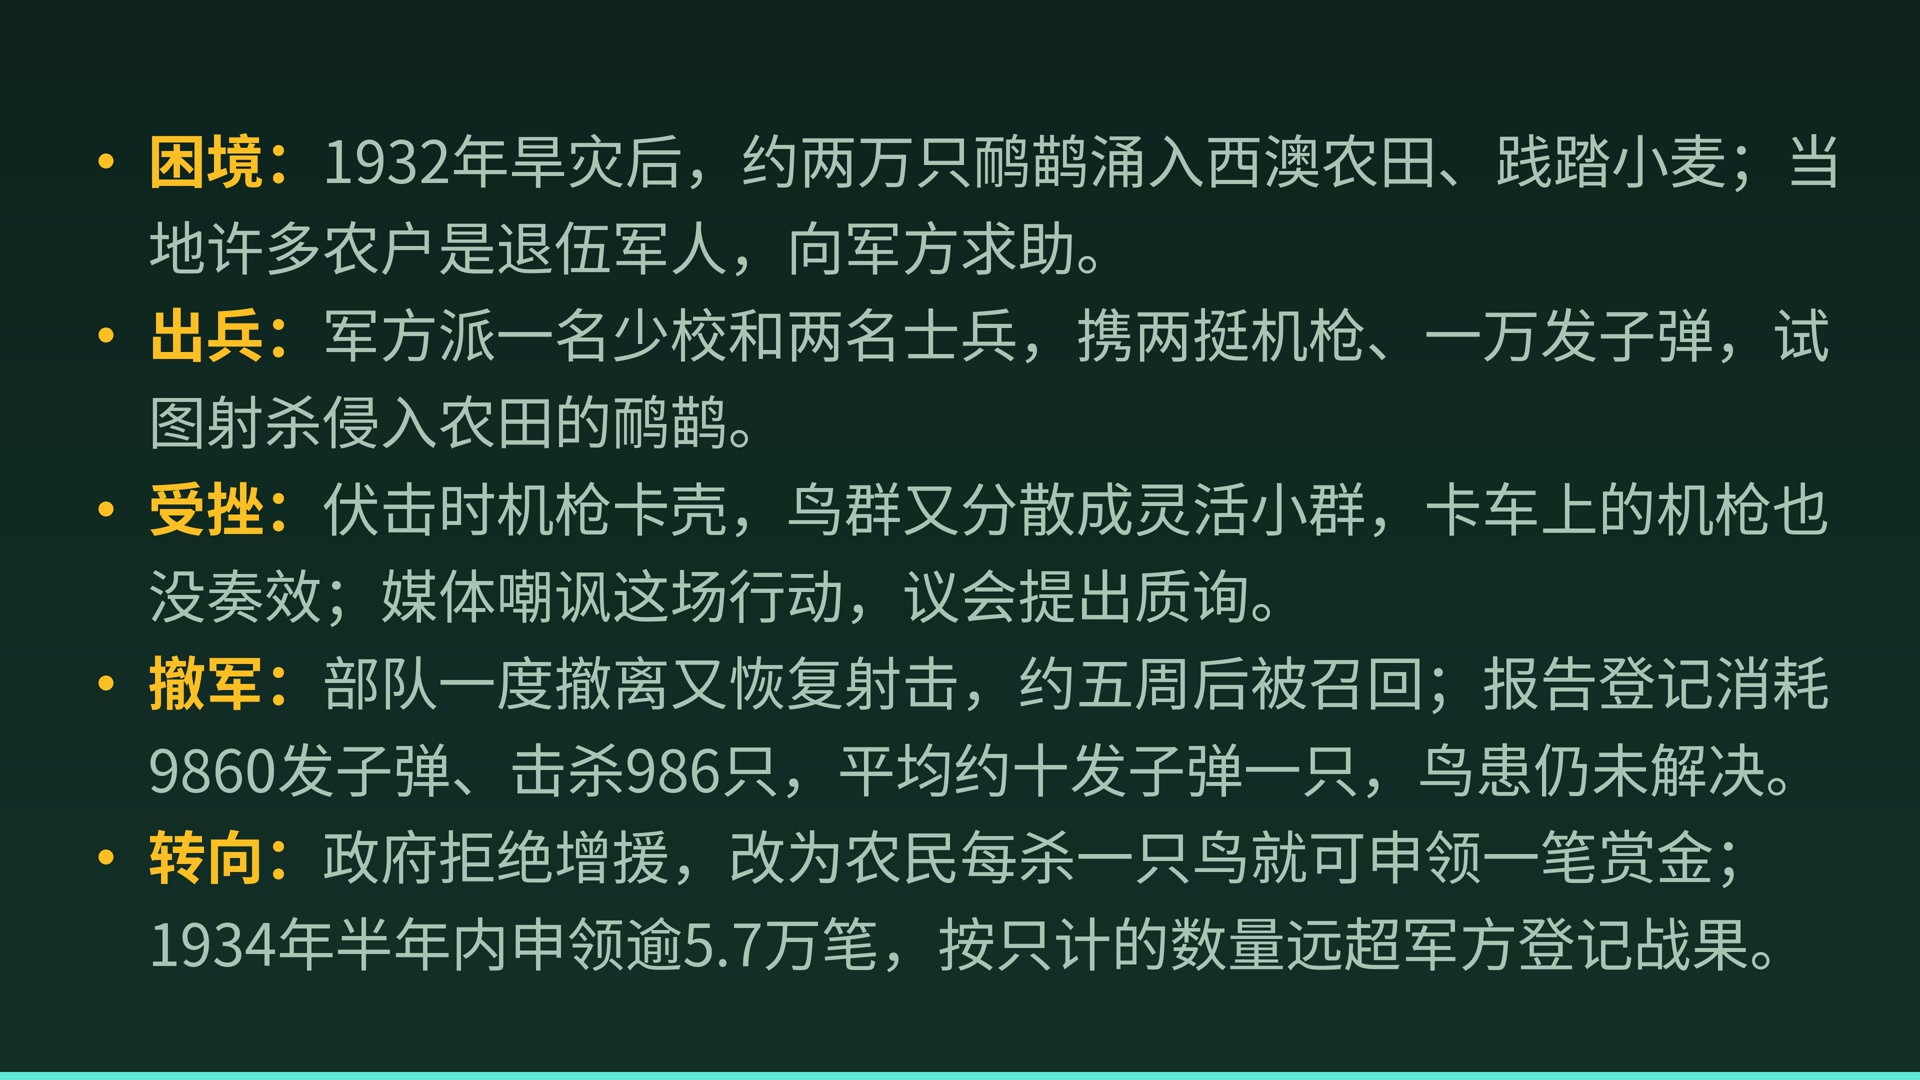 • 困境：1932年旱灾后，约两万只鸸鹋涌入西澳农田、践踏小麦；当
地许多农户是退伍军人，向军方求助。
• 出兵：军方派一名少校和两名士兵，携两挺机枪、一万发子弹，试
图射杀侵入农田的鸸鹋。
• 受挫：伏击时机枪卡壳，鸟群又分散成灵活小群，卡车上的机枪也
没奏效；媒体嘲讽这场行动，议会提出质询。
• 撤军：部队一度撤离又恢复射击，约五周后被召回；报告登记消耗
9860发子弹、击杀986只，平均约十发子弹一只，鸟患仍未解决。
• 转向：政府拒绝增援，改为农民每杀一只鸟就可申领一笔赏金；
1934年半年内申领逾5.7万笔，按只计的数量远超军方登记战果。